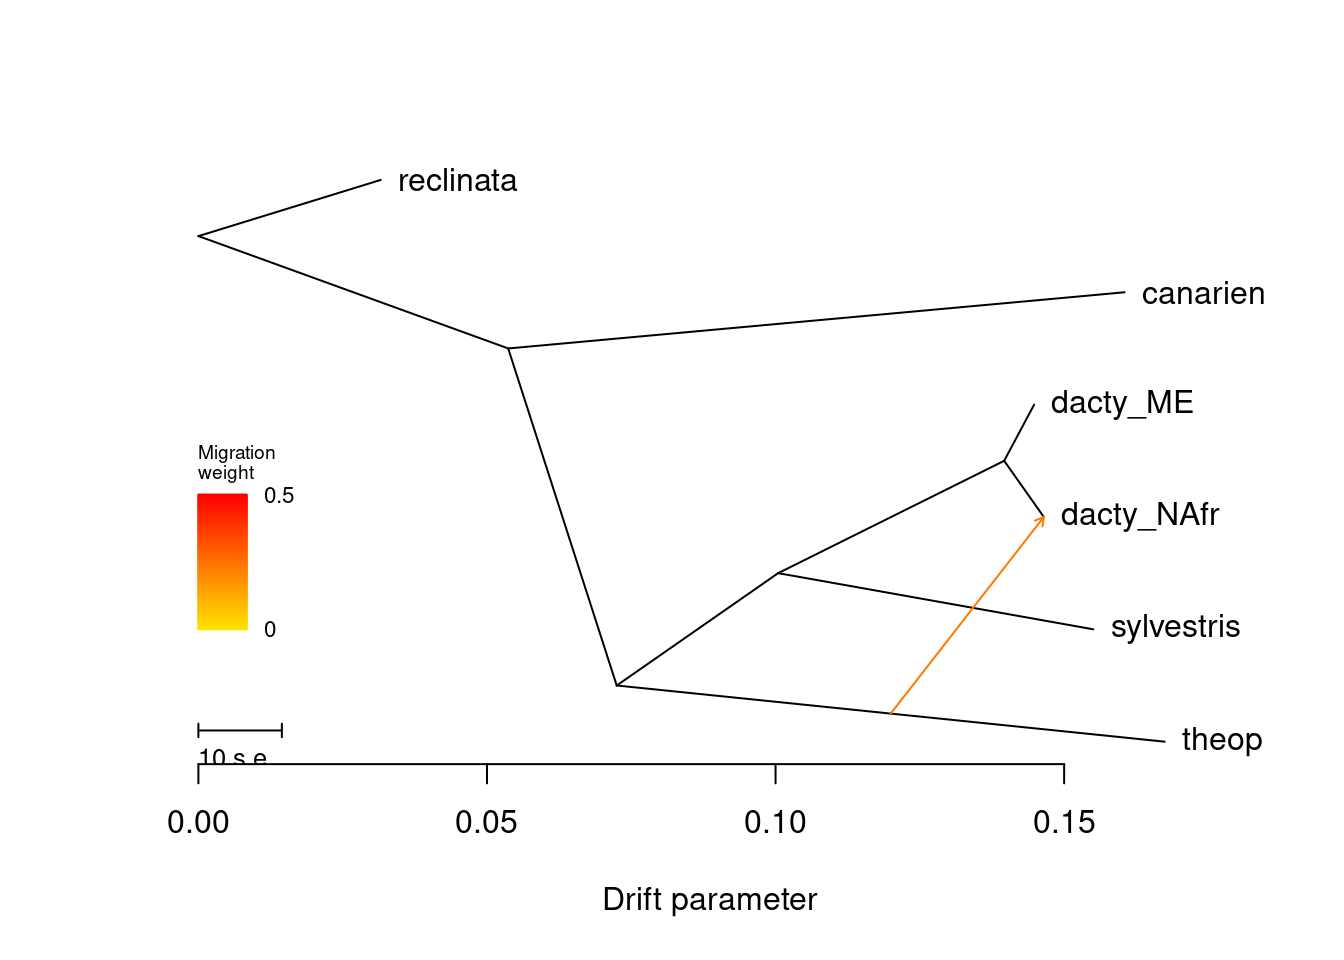 reclinata
canarien
dacty_ME
Migration
weight
0.5
dacty_NAfr
0
sylvestris
theop
10 s.e.
0.00 0.05 0.10 0.15
Drift parameter